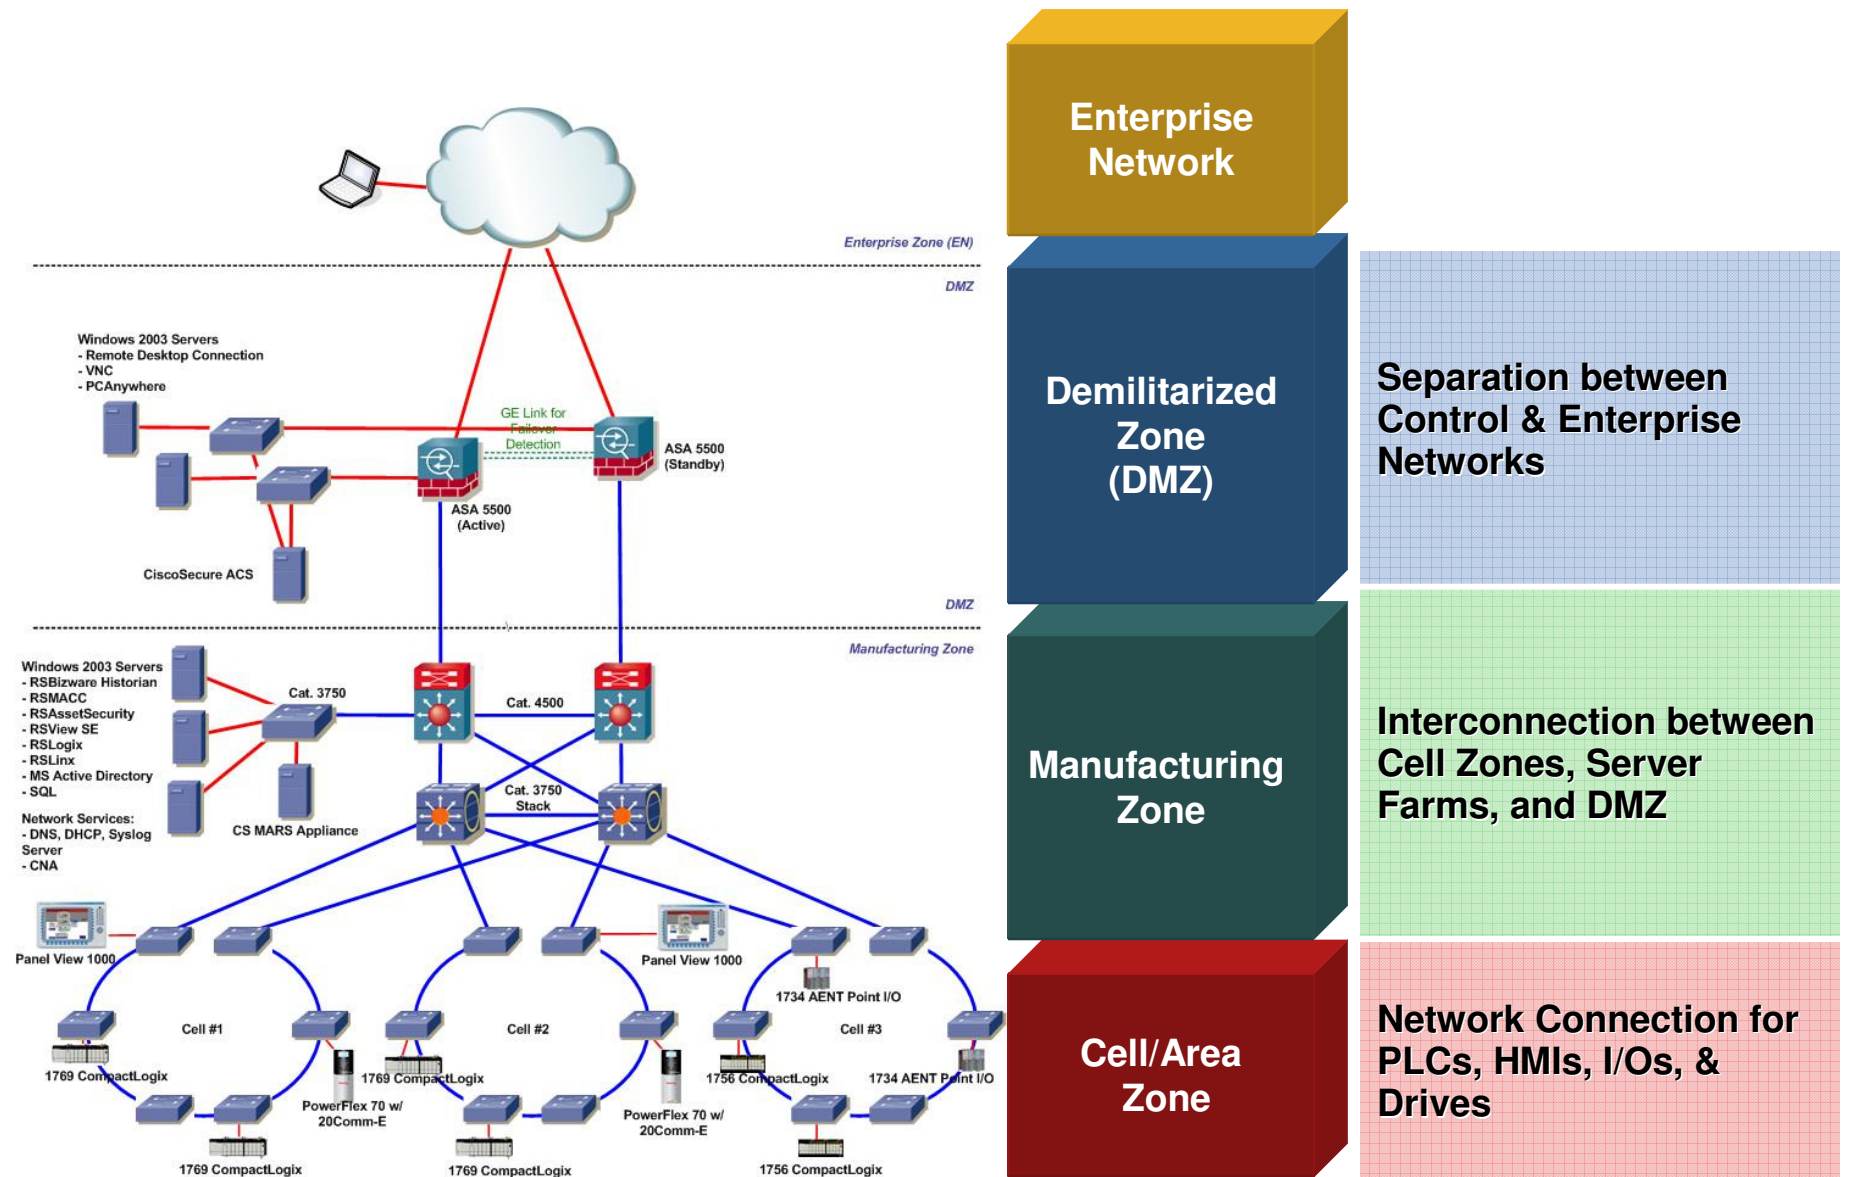 Enterprise
Network
Enterprise Zone (EN)
DMZ
Windows 2003 Servers
- Remote Desktop Connection
- VNC
- PCAnywhere
GE Link for
Failover
Detection
ASA 5500
(Standby)
ASA 5500
(Active)
CiscoSecure ACS
DMZ
Demilitarized
Zone
(DMZ)
Separation between
Control & Enterprise
Networks
Manufacturing Zone
Windows 2003 Servers
- RSBizware Historian
- RSMACC
- RSAssetSecurity
- RSView SE
- RSLogix
- RSLinx
- MS Active Directory
- SQL
Network Services:
- DNS, DHCP, Syslog
Server
- CNA
Cat. 3750
Cat. 4500
Cat. 3750
Stack
CS MARS Appliance
Manufacturing
Zone
Interconnection between
Cell Zones, Server
Farms, and DMZ
Panel View 1000
Panel View 1000
1734 AENT Point I/O
Cell #1
Cell #2
Cell #3
1769 CompactLogix
1769 CompactLogix
1756 CompactLogix
1734 AENT Point I/O
PowerFlex 70 w/
20Comm-E
PowerFlex 70 w/
20Comm-E
1769 CompactLogix
1769 CompactLogix
1756 CompactLogix
Cell/Area
Zone
Network Connection for
PLCs, HMIs, I/Os, &
Drives